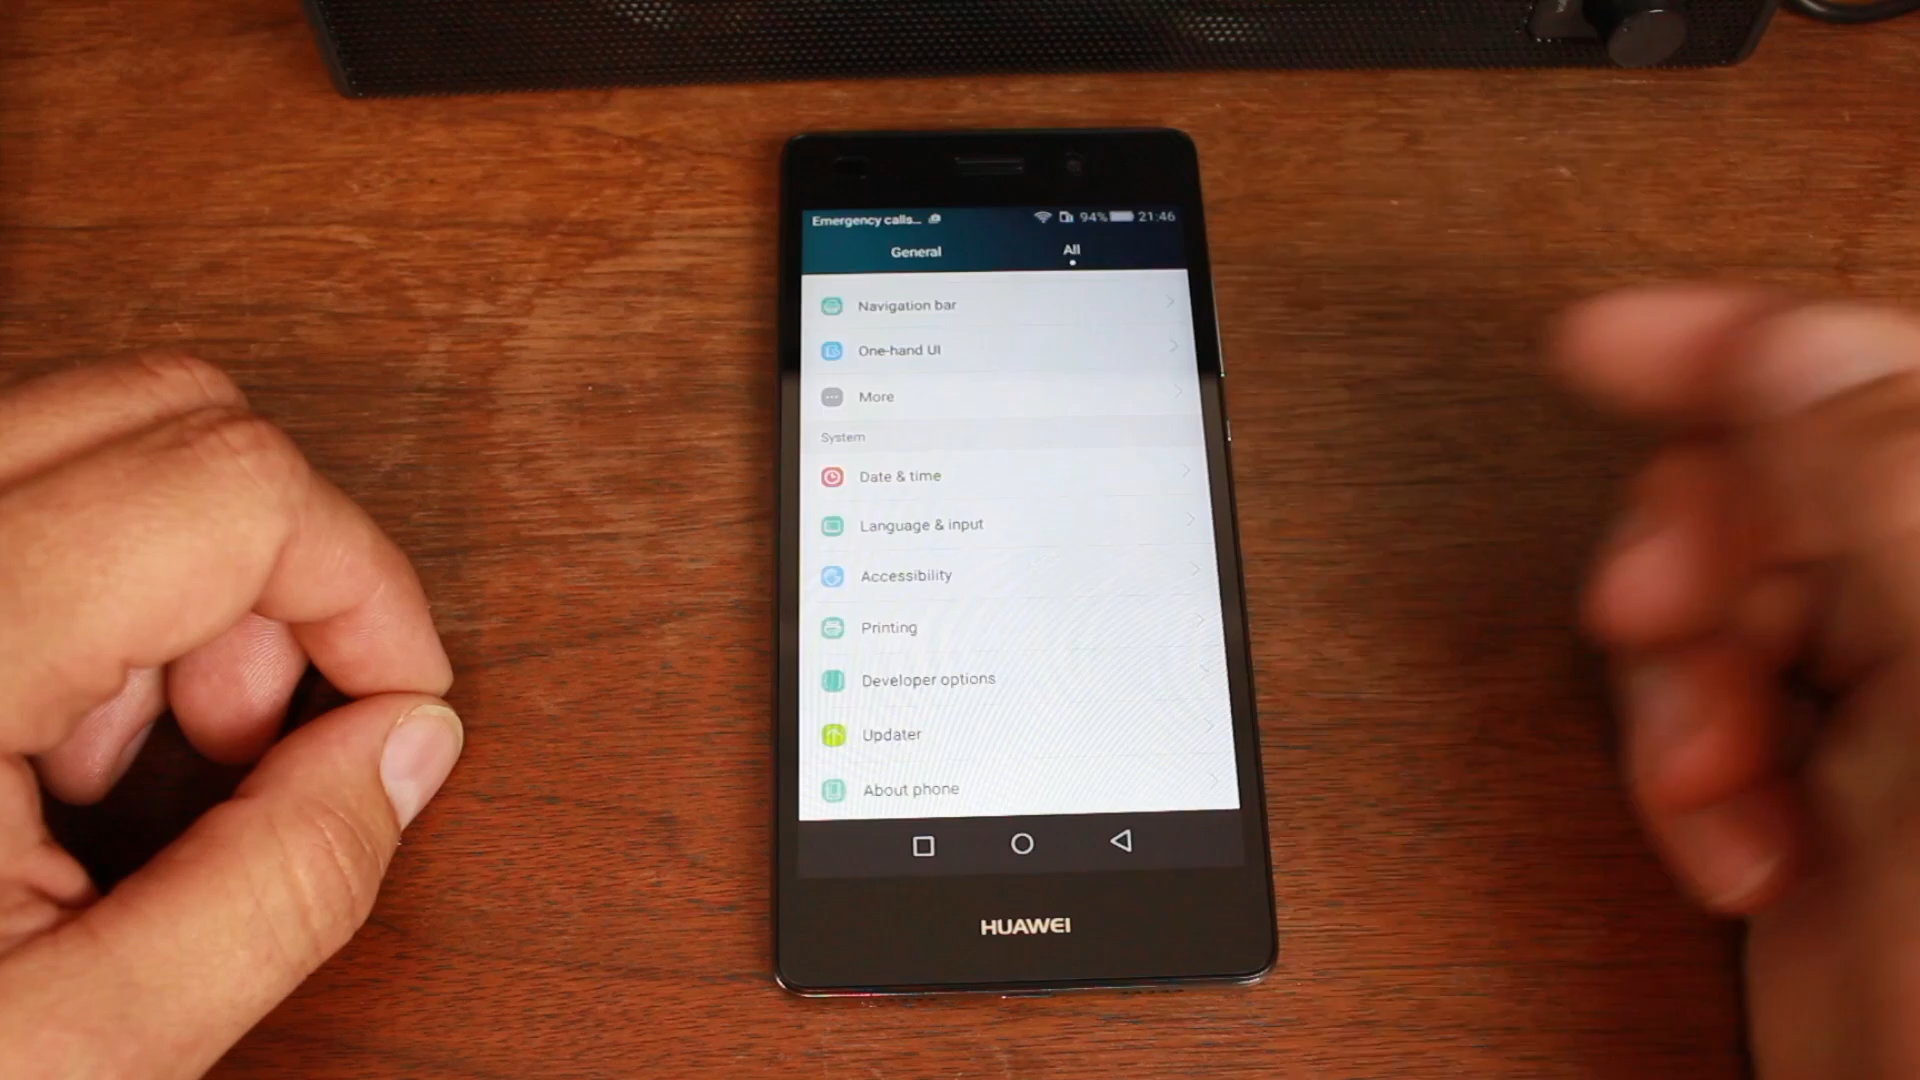 Emergency calls... 94% 21:46
General All
Navigation bar
One-hand UI
More
System
Date & time
Language & input
Accessibility
Printing
Developer options
Updater
About phone
HUAWEI